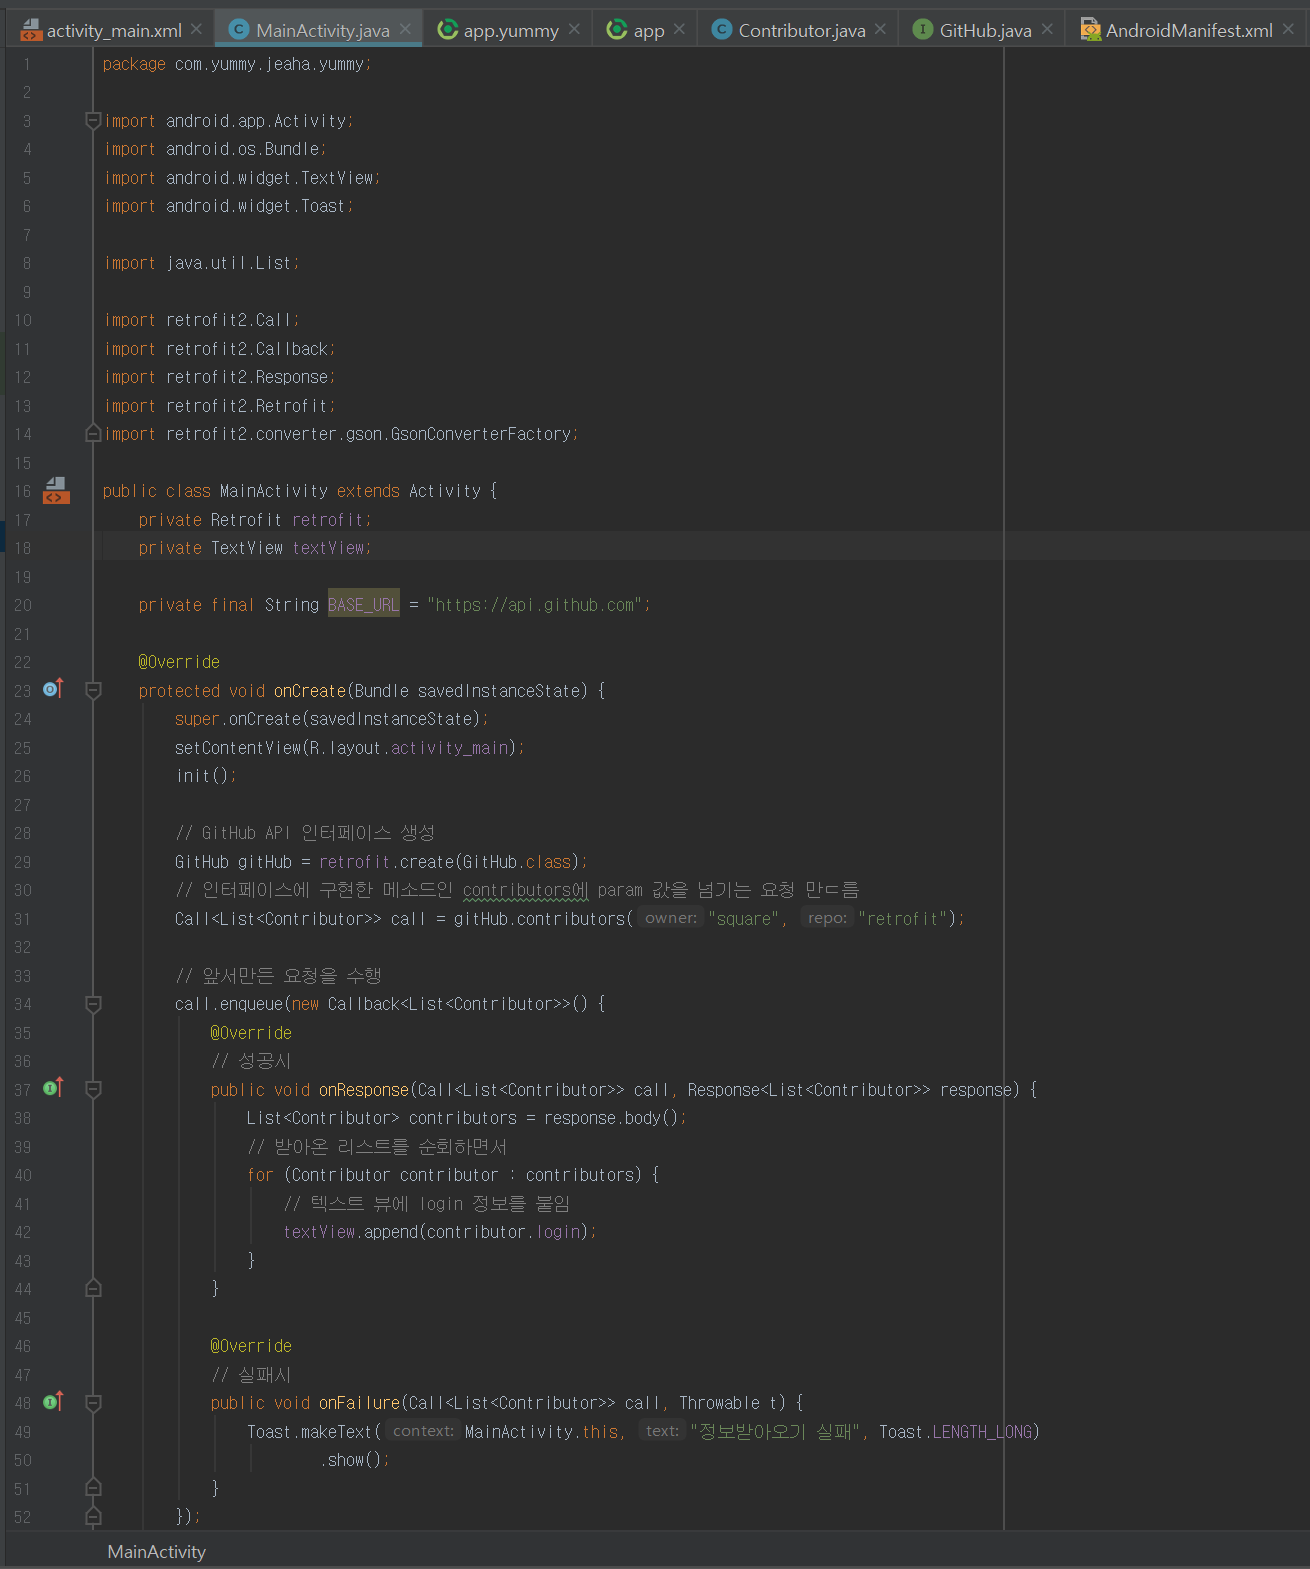 activity_main.xml MainActivity.java app.yummy app Contributor.java GitHub.java AndroidManifest.xml
1 package com.yummy.jeaha.yummy;
2
3 import android.app.Activity;
4 import android.os.Bundle;
5 import android.widget.TextView;
6 import android.widget.Toast;
7
8 import java.util.List;
9
10 import retrofit2.Call;
11 import retrofit2.Callback;
12 import retrofit2.Response;
13 import retrofit2.Retrofit;
14 import retrofit2.converter.gson.GsonConverterFactory;
15
16 public class MainActivity extends Activity {
17 private Retrofit retrofit;
18 private TextView textView;
19
20 private final String BASE_URL = "https://api.github.com";
21
22 @Override
23 protected void onCreate(Bundle savedInstanceState) {
24 super.onCreate(savedInstanceState);
25 setContentView(R.layout.activity_main);
26 init();
27
28 // GitHub API 인터페이스 생성
29 GitHub gitHub = retrofit.create(GitHub.class);
30 // 인터페이스에 구현한 메소드인 contributors에 param 값을 넘기는 요청 만ㄷ름
31 Call<List<Contributor>> call = gitHub.contributors( owner: "square", repo: "retrofit");
32
33 // 앞서만든 요청을 수행
34 call.enqueue(new Callback<List<Contributor>>() {
35 @Override
36 // 성공시
37 public void onResponse(Call<List<Contributor>> call, Response<List<Contributor>> response) {
38 List<Contributor> contributors = response.body();
39 // 받아온 리스트를 순회하면서
40 for (Contributor contributor : contributors) {
41 // 텍스트 뷰에 login 정보를 붙임
42 textView.append(contributor.login);
43 }
44 }
45
46 @Override
47 // 실패시
48 public void onFailure(Call<List<Contributor>> call, Throwable t) {
49 Toast.makeText( context: MainActivity.this, text: "정보받아오기 실패", Toast.LENGTH_LONG)
50 .show();
51 }
52 });
MainActivity